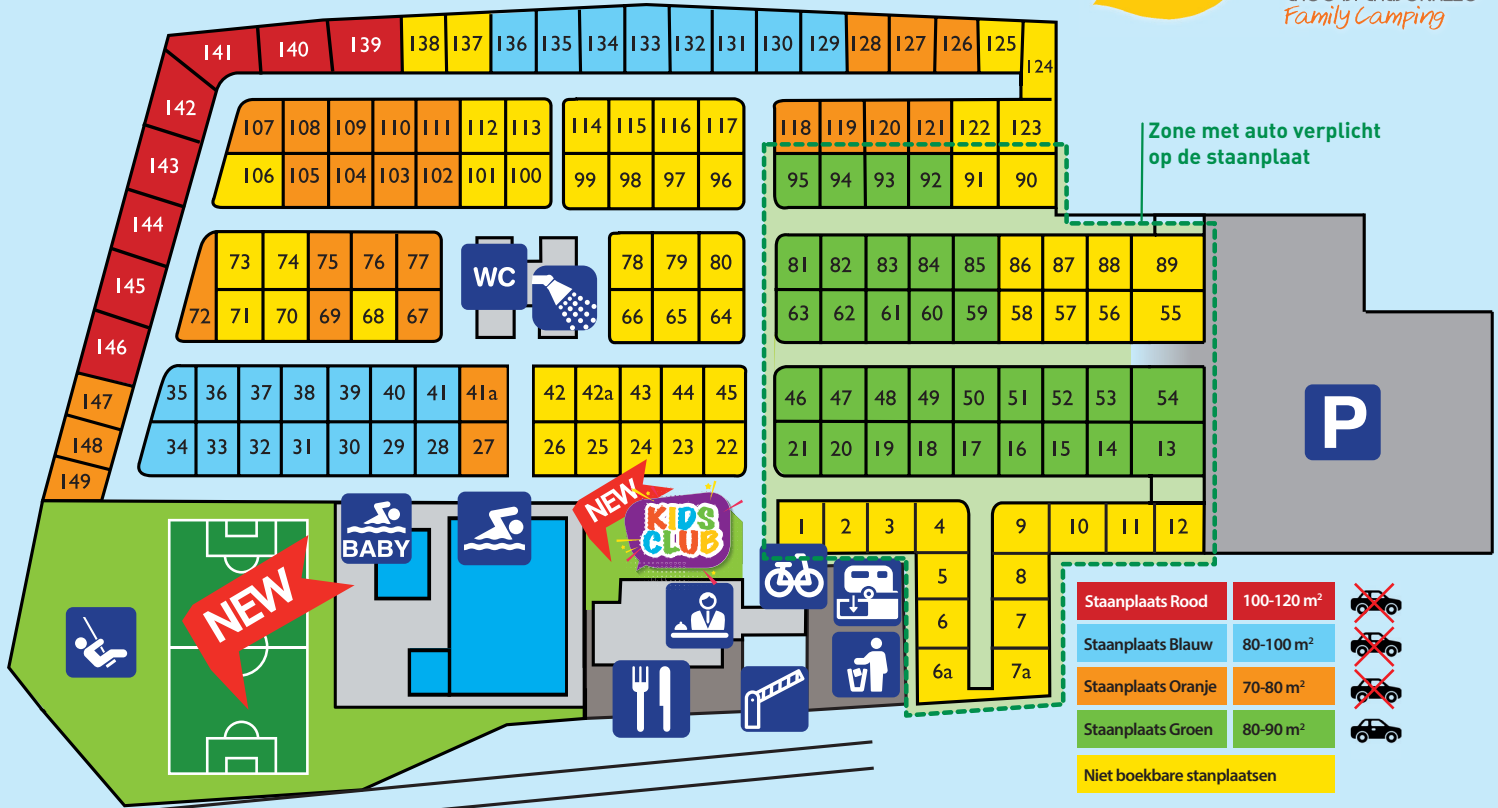 Family Camping
141 140 139 138 137 136 135 134 133 132 131 130 129 128 127 126 125
124
142
107 108 109 110 111 112 113 114 115 116 117 118 119 120 121 122 123
Zone met auto verplicht
op de staanplaat
143
106 105 104 103 102 101 100 99 98 97 96 95 94 93 92 91 90
144
73 74 75 76 77 WC 78 79 80 81 82 83 84 85 86 87 88 89
145
72 71 70 69 68 67 66 65 64 63 62 61 60 59 58 57 56 55
146
35 36 37 38 39 40 41 41a 42 42a 43 44 45 46 47 48 49 50 51 52 53 54
147
P
148
34 33 32 31 30 29 28 27 26 25 24 23 22 21 20 19 18 17 16 15 14 13
149
NEW
KIDS
CLUB
1 2 3 4 9 10 11 12
BABY
5 8
NEW
6 7
6a 7a
Staanplaats Rood 100-120 m²
Staanplaats Blauw 80-100 m²
Staanplaats Oranje 70-80 m²
Staanplaats Groen 80-90 m²
Niet boekbare stanplaatsen